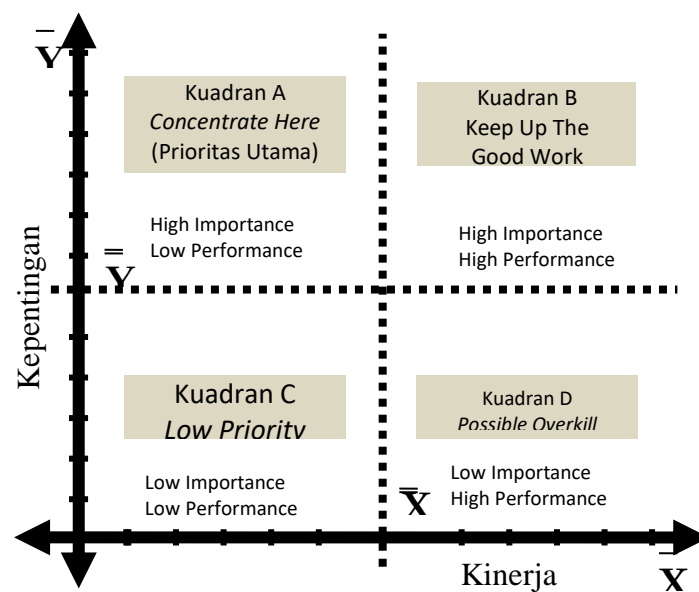 Y̅
Kuadran A
Concentrate Here
(Prioritas Utama)
Kuadran B
Keep Up The
Good Work
High Importance
Low Performance
High Importance
High Performance
Y̿
Kepentingan
Kuadran C
Low Priority
Kuadran D
Possible Overkill
Low Importance
Low Performance
Low Importance
High Performance
X̿
Kinerja
X̅